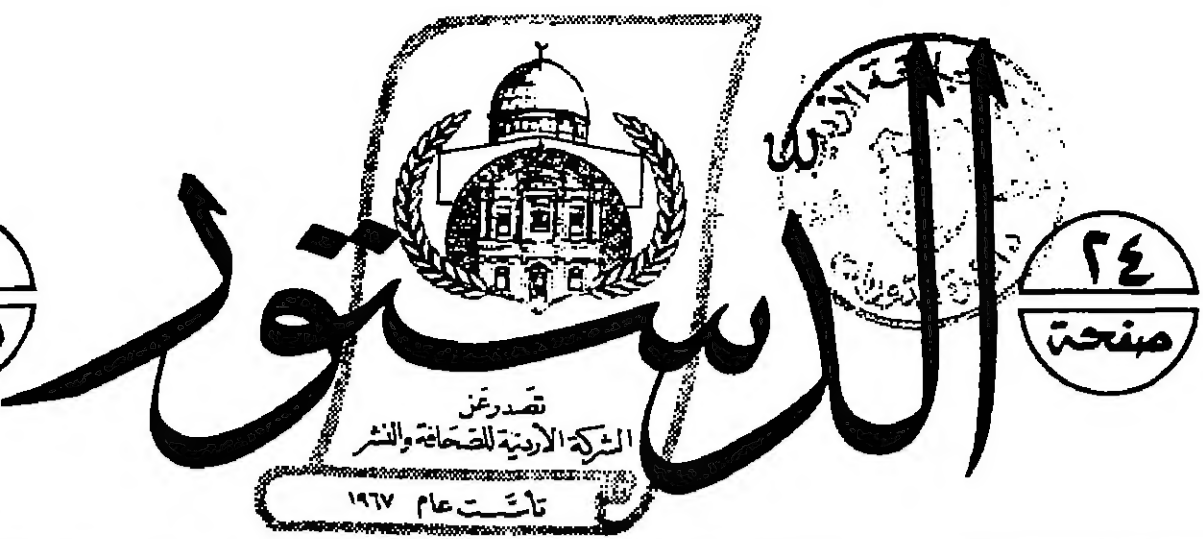 الدستور
تصدر عن
الشركة الأردنية للصحافة والنشر
تأسست عام ١٩٦٧
٢٤
صفحة